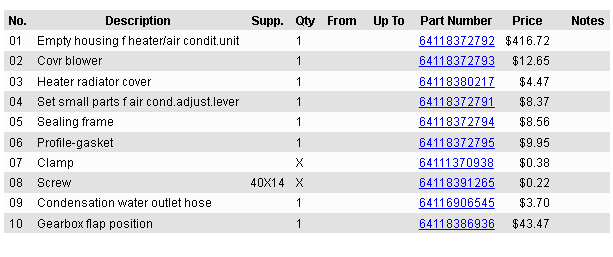 No. Description Supp. Qty From Up To Part Number Price Notes
01 Empty housing f heater/air condit.unit 1 64118372792 $416.72
02 Covr blower 1 64118372793 $12.65
03 Heater radiator cover 1 64118380217 $4.47
04 Set small parts f air cond.adjust.lever 1 64118372791 $8.37
05 Sealing frame 1 64118372794 $8.56
06 Profile-gasket 1 64118372795 $9.95
07 Clamp X 64111370938 $0.38
08 Screw 40X14 X 64118391265 $0.22
09 Condensation water outlet hose 1 64116906545 $3.70
10 Gearbox flap position 1 64118386936 $43.47